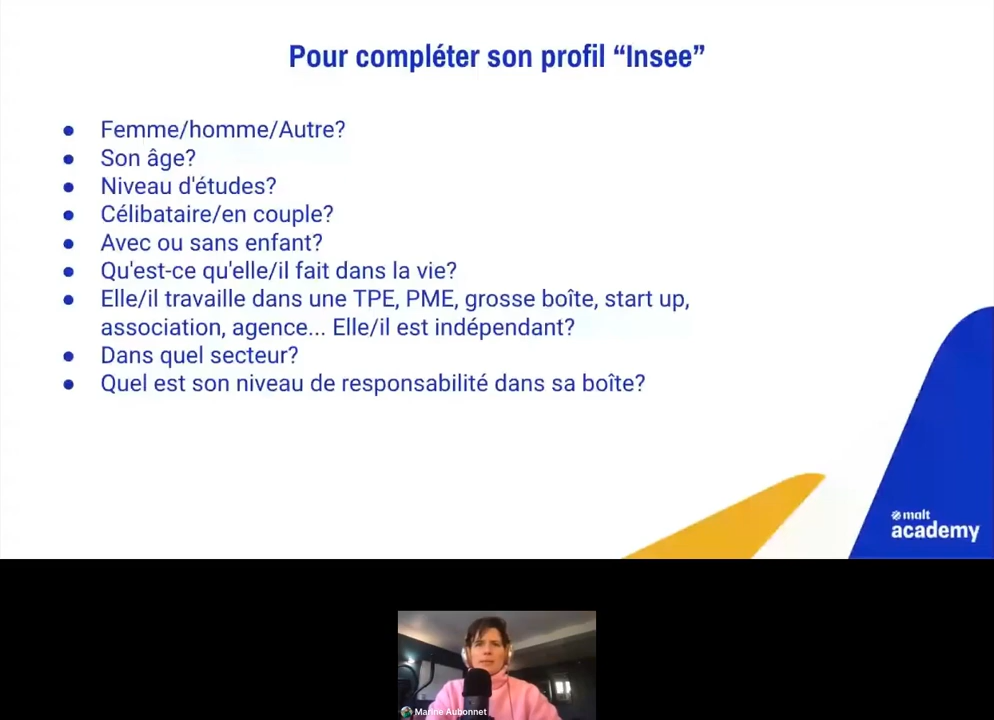 Pour compléter son profil “Insee”
● Femme/homme/Autre?
● Son âge?
● Niveau d'études?
● Célibataire/en couple?
● Avec ou sans enfant?
● Qu'est-ce qu'elle/il fait dans la vie?
● Elle/il travaille dans une TPE, PME, grosse boîte, start up,
association, agence... Elle/il est indépendant?
● Dans quel secteur?
● Quel est son niveau de responsabilité dans sa boîte?
malt
academy
Marine Aubonnet